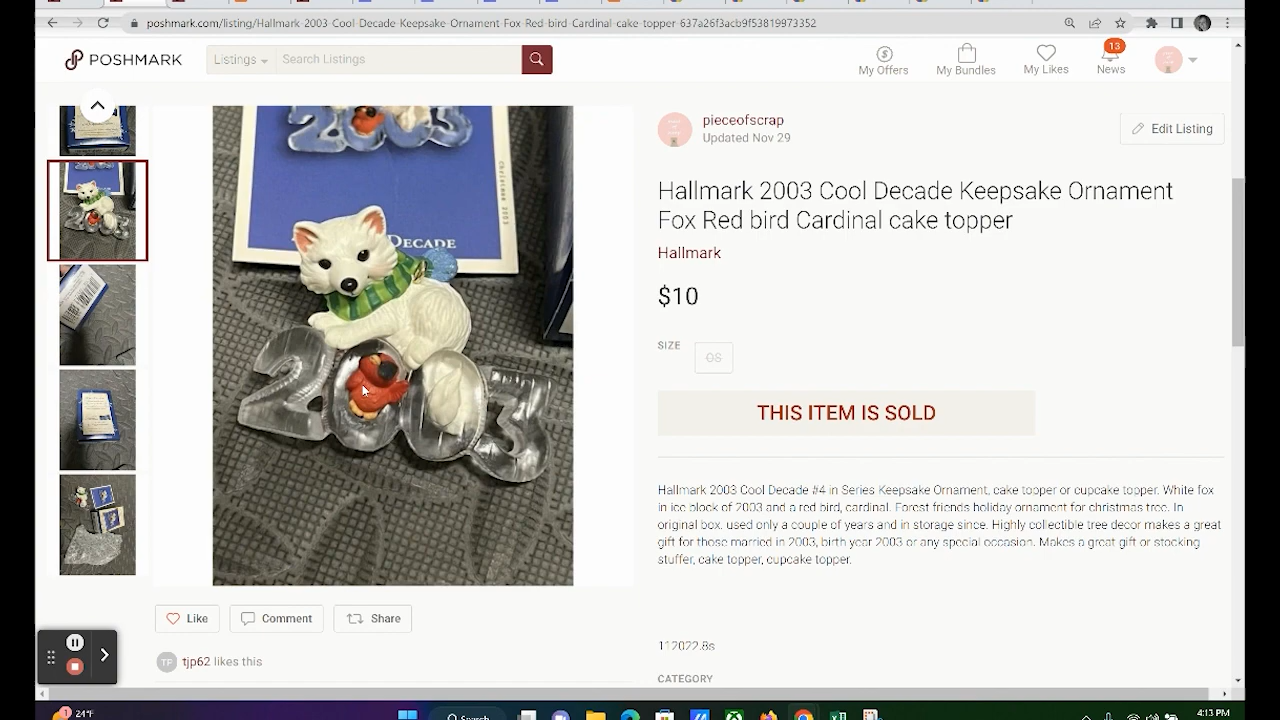 poshmark.com/listing/Hallmark-2003-Cool-Decade-Keepsake-Ornament-Fox-Red-bird-Cardinal-cake-topper-637a26f3acb9f53819973352
POSHMARK
Listings
Search Listings
My Offers
My Bundles
My Likes
13
News
2003
Christmas 2003
DECADE
2003
pieceofscrap
Updated Nov 29
Edit Listing
Hallmark 2003 Cool Decade Keepsake Ornament
Fox Red bird Cardinal cake topper
Hallmark
$10
SIZE
OS
THIS ITEM IS SOLD
Hallmark 2003 Cool Decade #4 in Series Keepsake Ornament, cake topper or cupcake topper. White fox
in ice block of 2003 and a red bird, cardinal. Forest friends holiday ornament for christmas tree. In
original box. used only a couple of years and in storage since. Highly collectible tree decor makes a great
gift for those married in 2003, birth year 2003 or any special occasion. Makes a great gift or stocking
stuffer, cake topper, cupcake topper.
Like
Comment
Share
TP
tjp62 likes this
112022.8s
CATEGORY
1
24°F
Search
4:13 PM